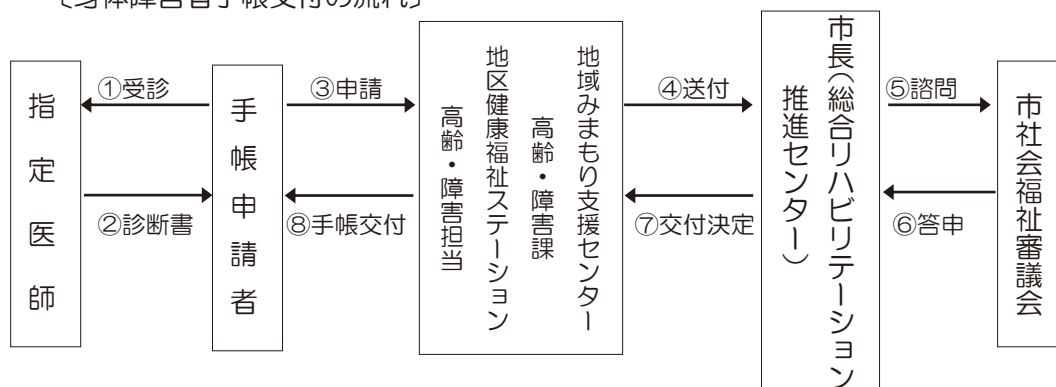 〔身体障害者手帳交付の流れ〕
指定医師
①受診
②診断書
手帳申請者
③申請
⑧手帳交付
地域みまもり支援センター
高齢・障害課
地区健康福祉ステーション
高齢・障害担当
④送付
⑦交付決定
市長（総合リハビリテーション
推進センター）
⑤諮問
⑥答申
市社会福祉審議会